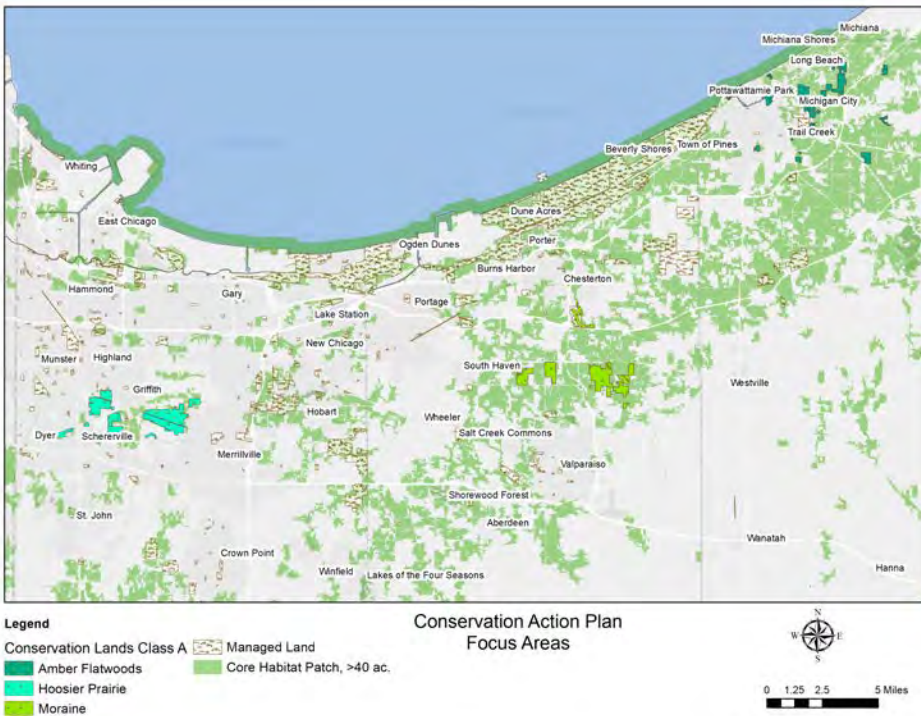 Michiana
Michiana Shores
Long Beach
Pottawattamie Park
Michigan City
Trail Creek
Town of Pines
Beverly Shores
Whiting
East Chicago
Dune Acres
Ogden Dunes
Porter
Burns Harbor
Chesterton
Hammond
Gary
Portage
Lake Station
New Chicago
Munster
Highland
South Haven
Westville
Griffith
Hobart
Wheeler
Dyer
Schererville
Salt Creek Commons
Merrillville
Valparaiso
Shorewood Forest
St. John
Aberdeen
Wanatah
Crown Point
Winfield
Lakes of the Four Seasons
Hanna
Legend
Conservation Lands Class A
Amber Flatwoods
Hoosier Prairie
Moraine
Managed Land
Core Habitat Patch, >40 ac.
Conservation Action Plan
Focus Areas
N
W
E
S
0 1.25 2.5 5 Miles